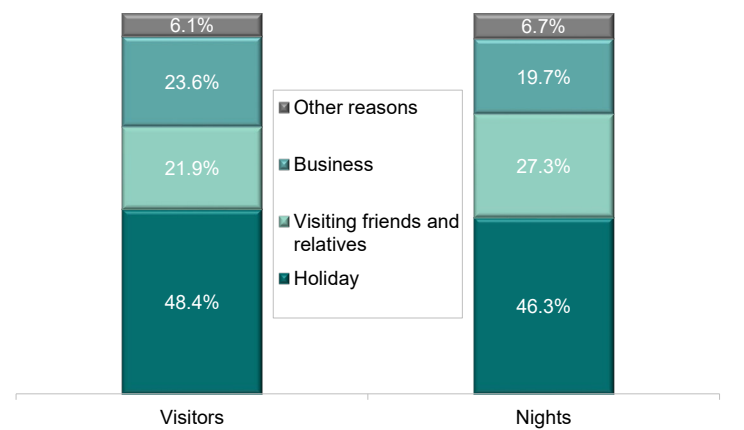 6.1%
6.7%
23.6%
19.7%
21.9%
27.3%
48.4%
46.3%
Other reasons
Business
Visiting friends and
relatives
Holiday
Visitors
Nights